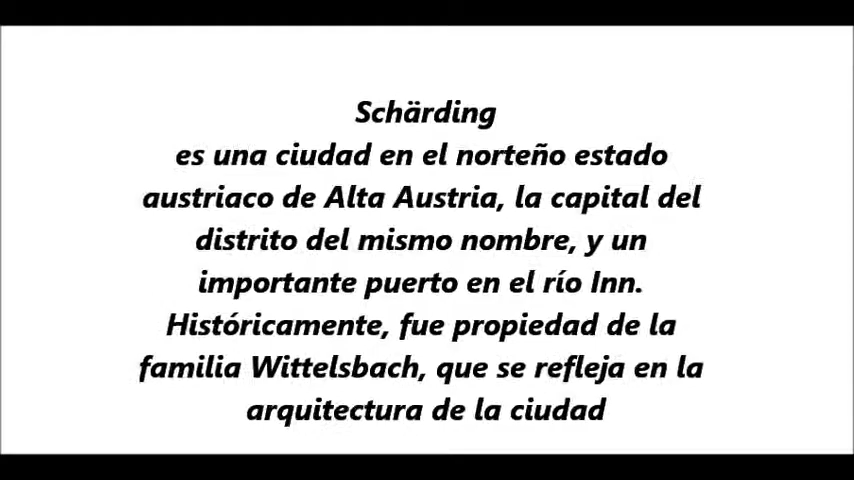 Schärding
es una ciudad en el norteño estado
austriaco de Alta Austria, la capital del
distrito del mismo nombre, y un
importante puerto en el río Inn.
Históricamente, fue propiedad de la
familia Wittelsbach, que se refleja en la
arquitectura de la ciudad